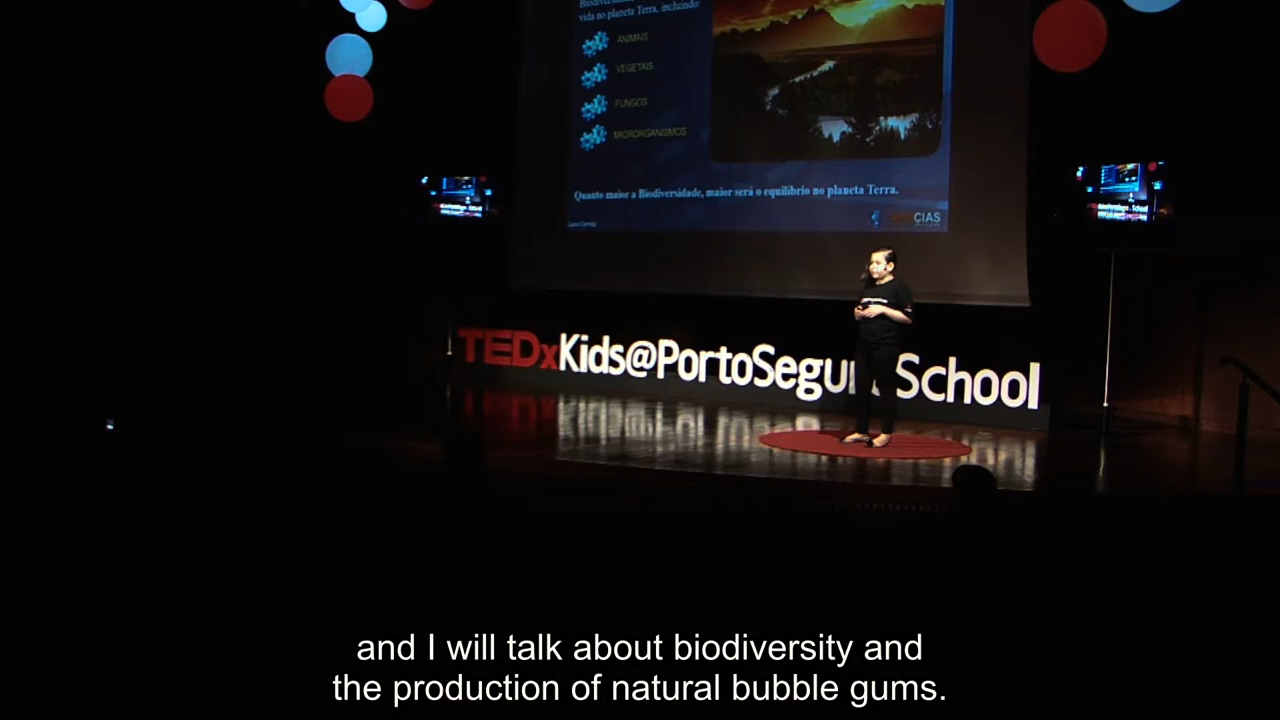 vida no planeta Terra, incluindo:
ANIMAIS
VEGETAIS
FUNGOS
MICRORGANISMOS
Quanto maior a Biodiversidade, maior será o equilíbrio no planeta Terra.
CIAS
TEDxKids@PortoSegur School
and I will talk about biodiversity and
the production of natural bubble gums.